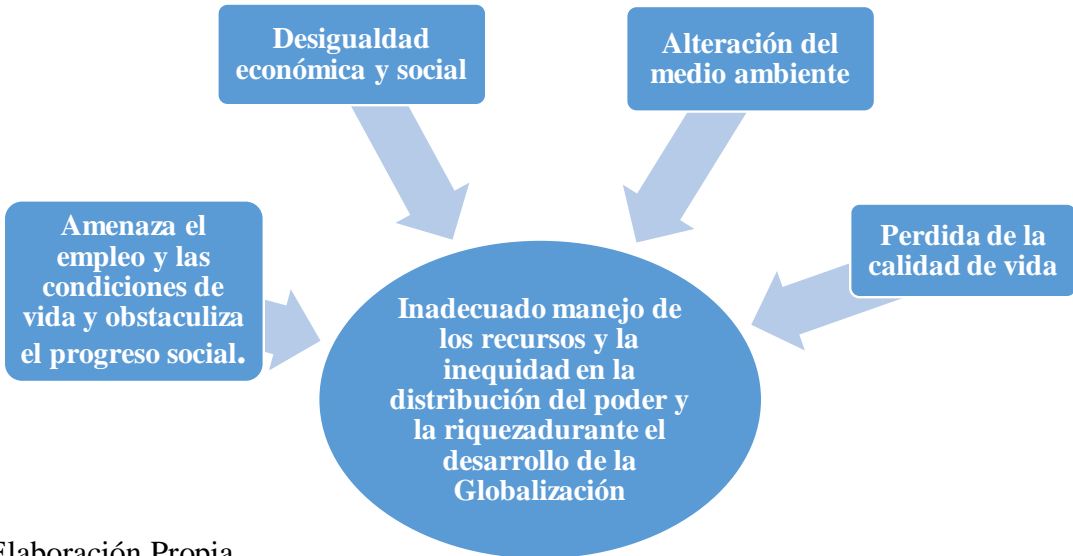 Desigualdad
económica y social
Alteración del
medio ambiente
Amenaza el
empleo y las
condiciones de
vida y obstaculiza
el progreso social.
Perdida de la
calidad de vida
Inadecuado manejo de
los recursos y la
inequidad en la
distribución del poder y
la riquezadurante el
desarrollo de la
Globalización
Elaboración Propia